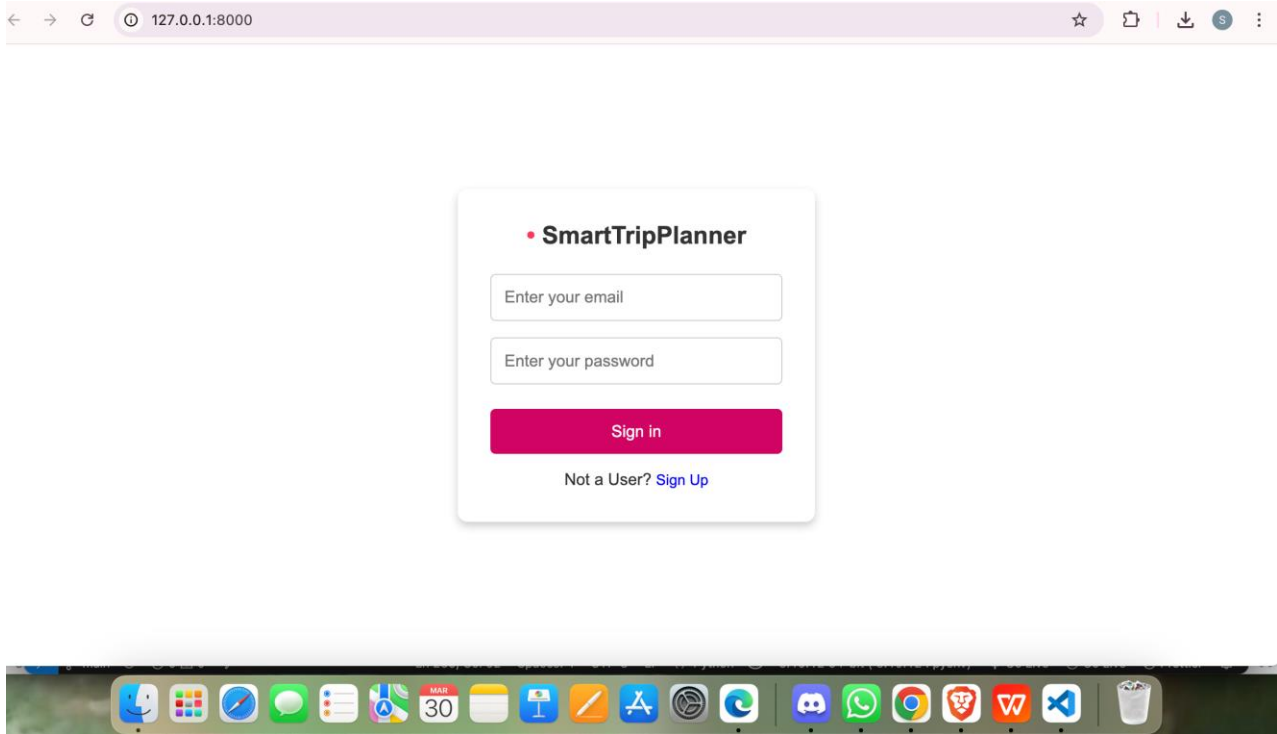 127.0.0.1:8000
S
• SmartTripPlanner
Enter your email
Enter your password
Sign in
Not a User? Sign Up
MAR
30